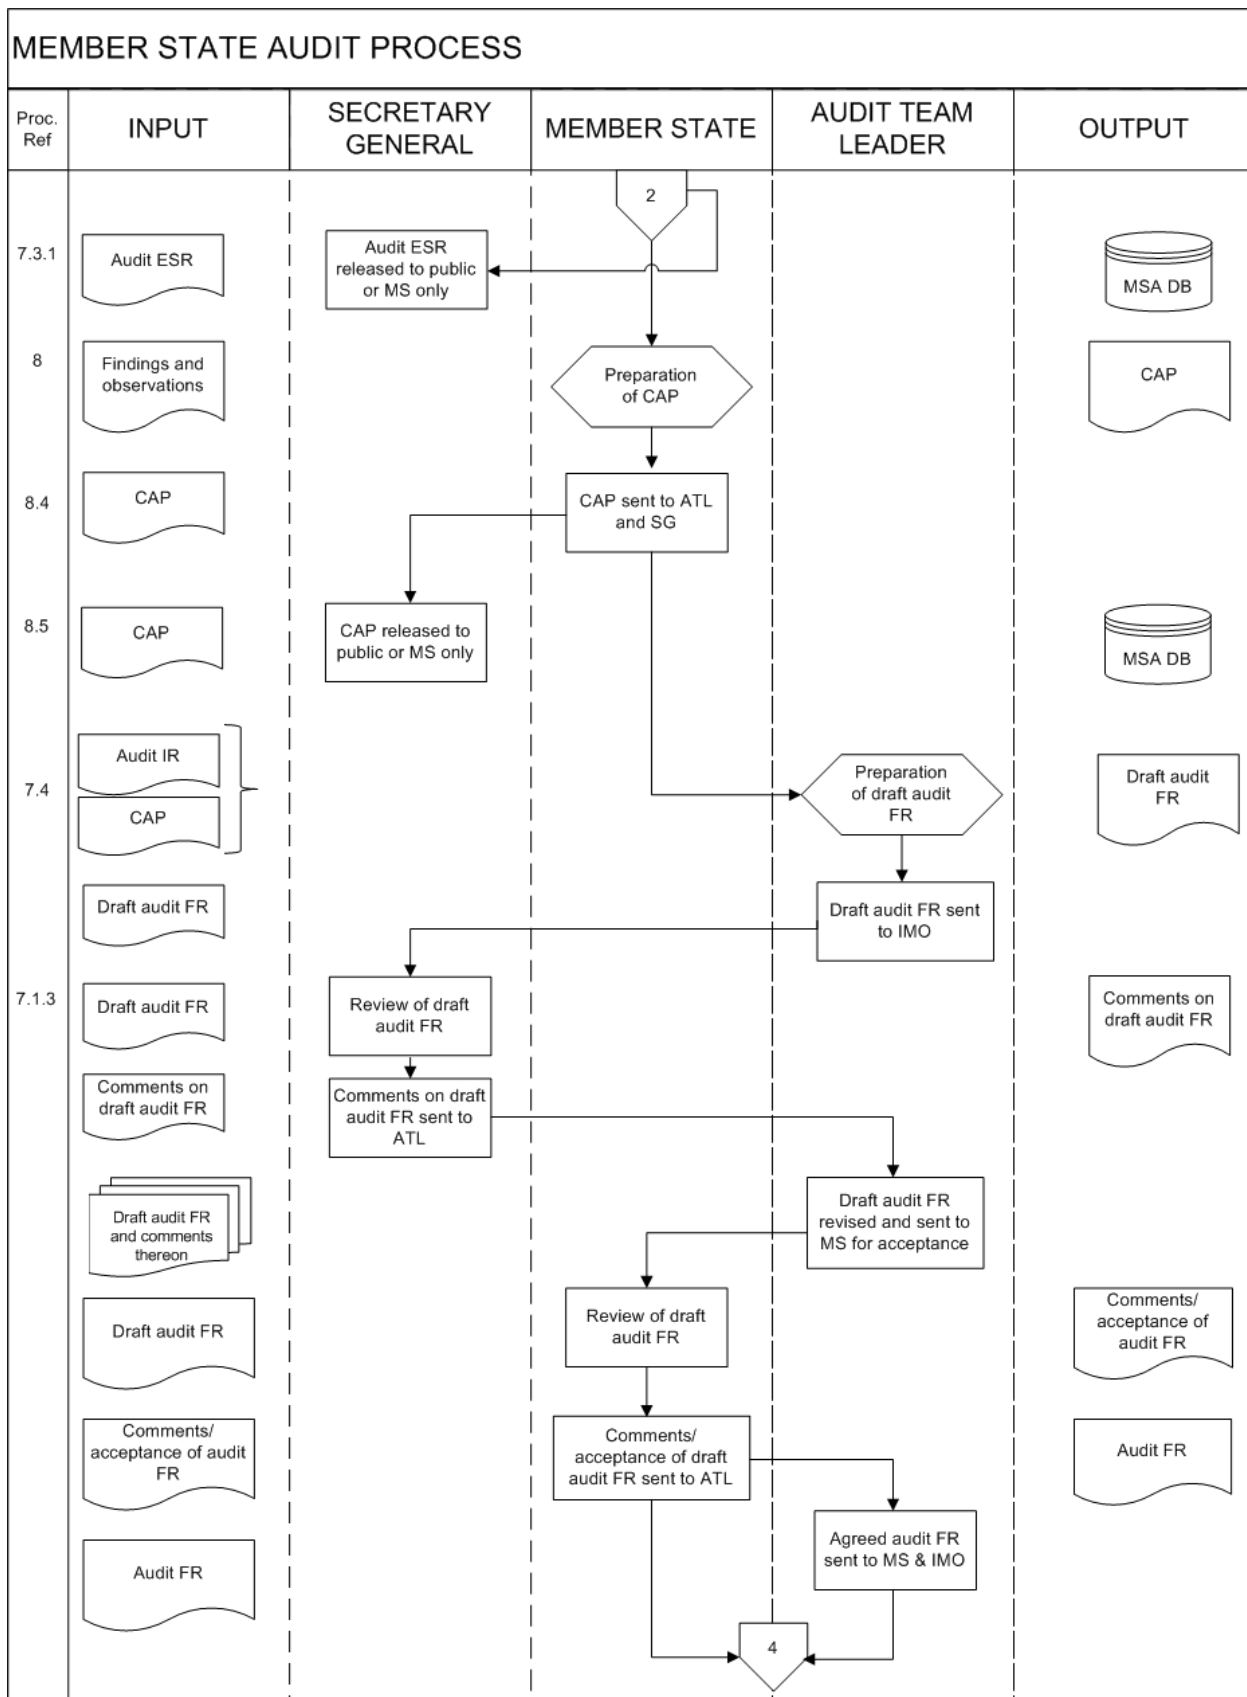 MEMBER STATE AUDIT PROCESS
Proc.
Ref
INPUT
SECRETARY
GENERAL
MEMBER STATE
AUDIT TEAM
LEADER
OUTPUT
2
7.3.1
Audit ESR
Audit ESR
released to public
or MS only
MSA DB
8
Findings and
observations
Preparation
of CAP
CAP
8.4
CAP
CAP sent to ATL
and SG
8.5
CAP
CAP released to
public or MS only
MSA DB
7.4
Audit IR
CAP
Preparation
of draft audit
FR
Draft audit
FR
Draft audit FR
Draft audit FR sent
to IMO
7.1.3
Draft audit FR
Review of draft
audit FR
Comments on
draft audit FR
Comments on
draft audit FR
Comments on draft
audit FR sent to
ATL
Draft audit FR
and comments
thereon
Draft audit FR
revised and sent to
MS for acceptance
Draft audit FR
Review of draft
audit FR
Comments/
acceptance of
audit FR
Comments/
acceptance of audit
FR
Comments/
acceptance of draft
audit FR sent to ATL
Audit FR
Audit FR
Agreed audit FR
sent to MS & IMO
4